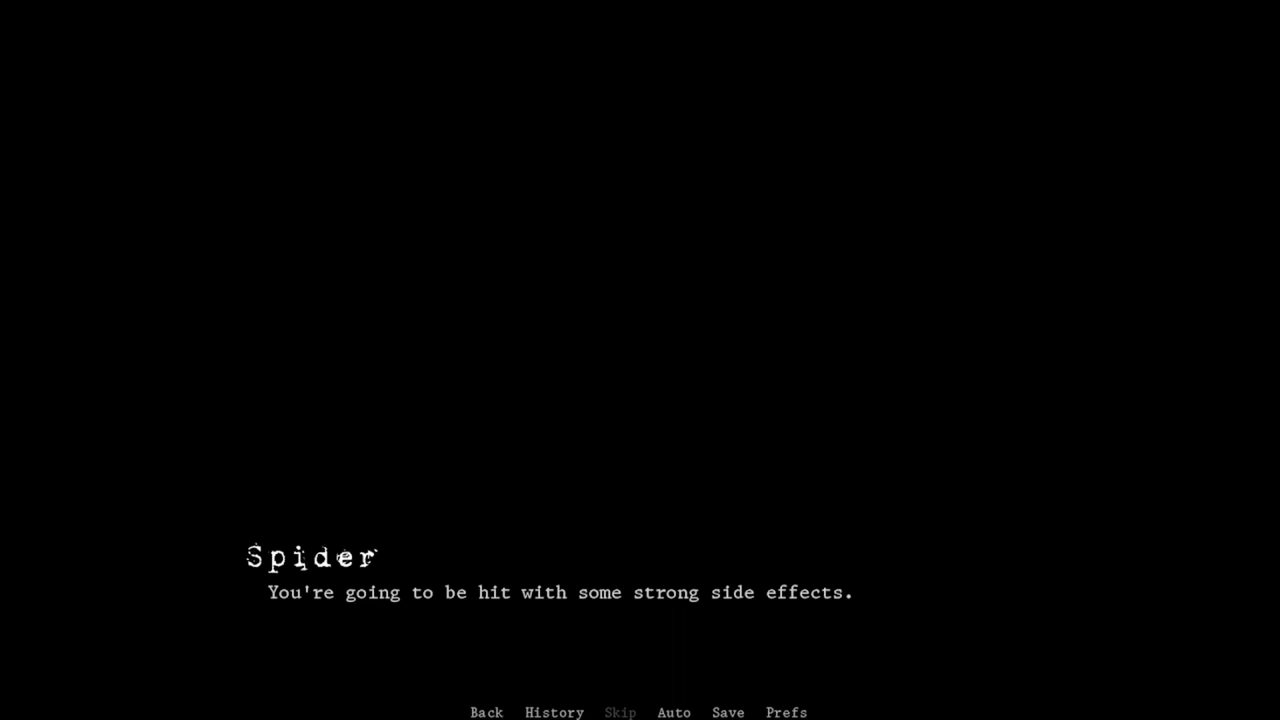 Spider
You're going to be hit with some strong side effects.
Back History Skip Auto Save Prefs